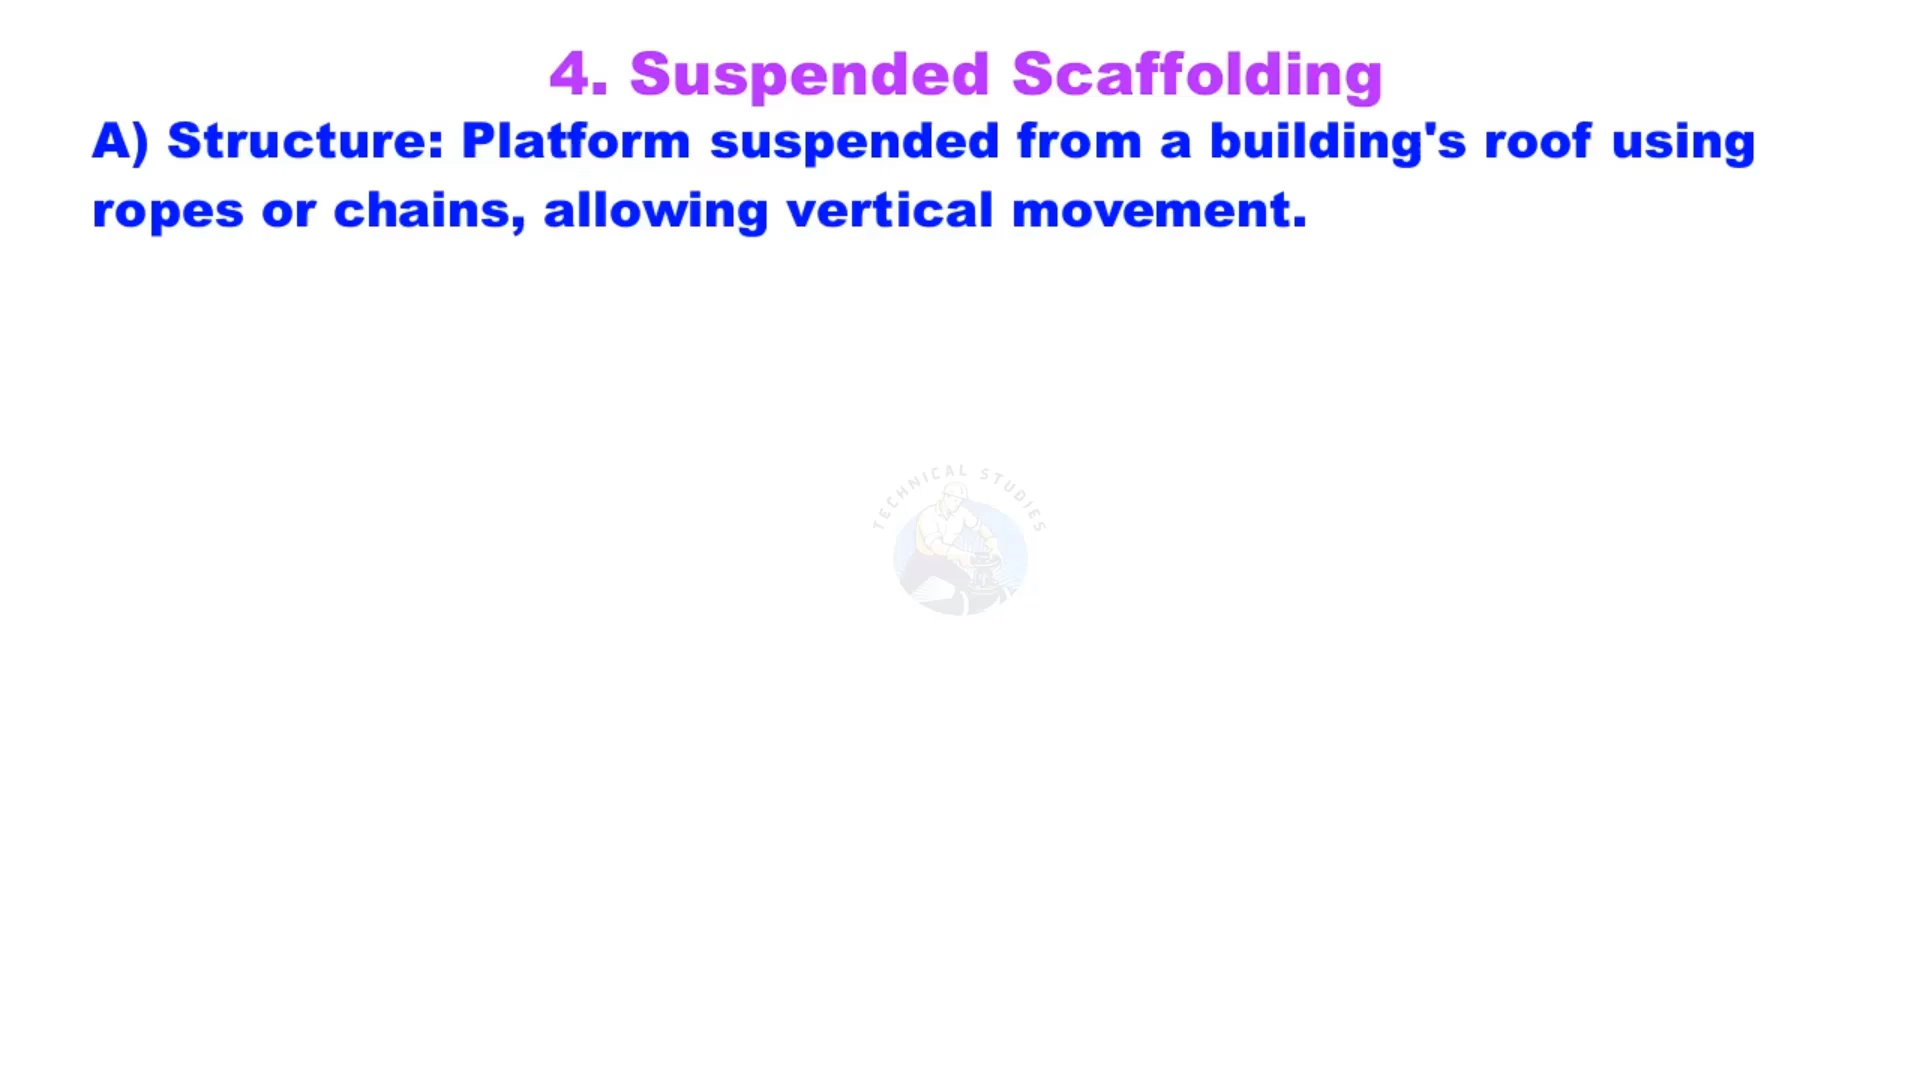 4. Suspended Scaffolding
A) Structure: Platform suspended from a building's roof using
ropes or chains, allowing vertical movement.
TECHNICAL STUDIES